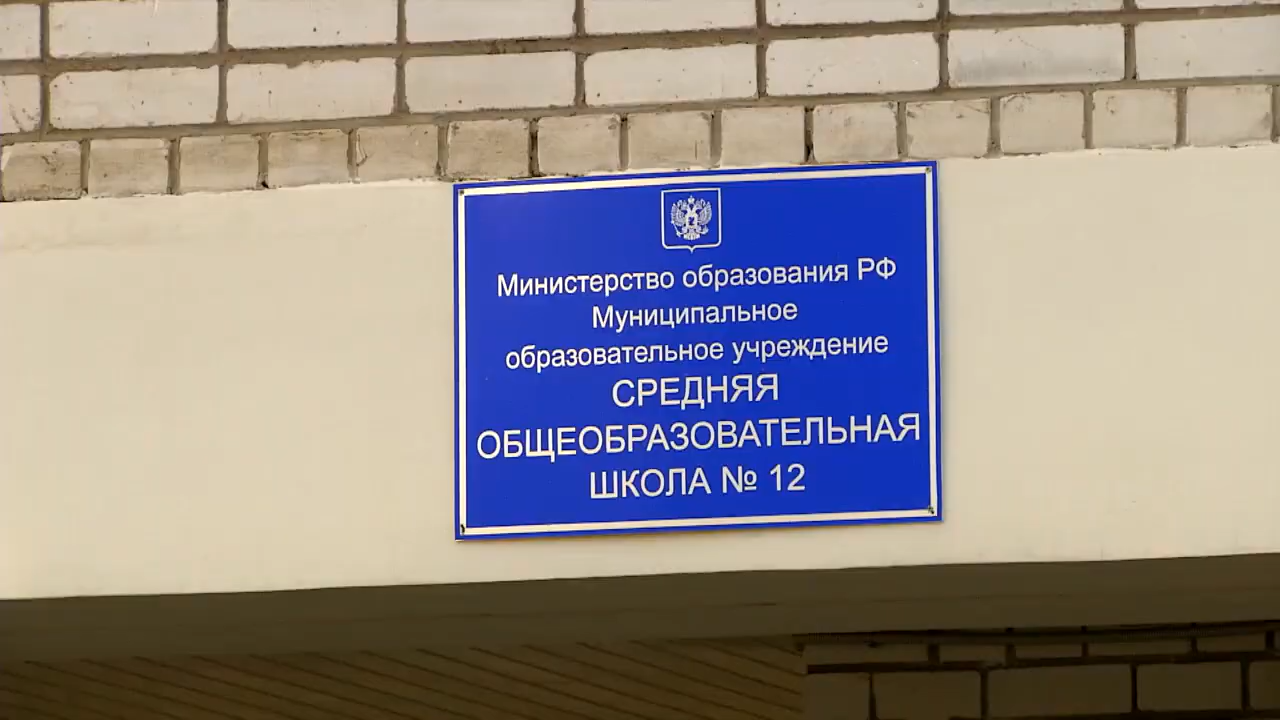 Министерство образования РФ
Муниципальное
образовательное учреждение
СРЕДНЯЯ
ОБЩЕОБРАЗОВАТЕЛЬНАЯ
ШКОЛА № 12